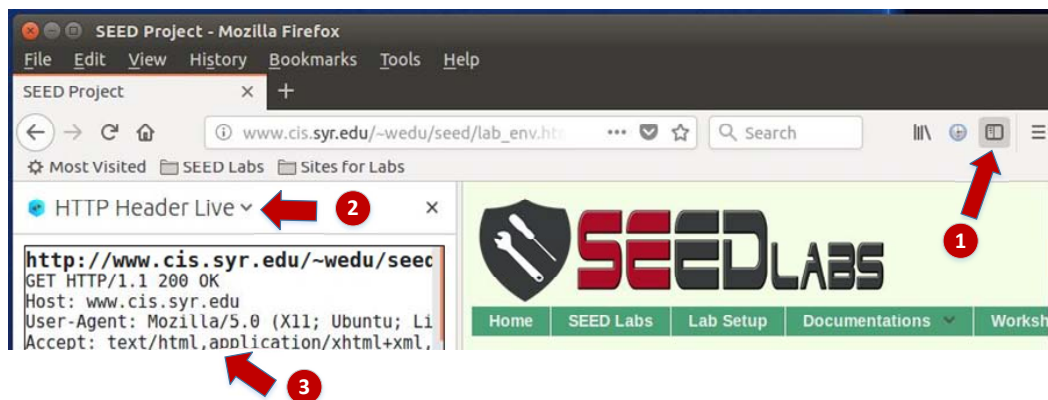 SEED Project - Mozilla Firefox
File Edit View History Bookmarks Tools Help
SEED Project
www.cis.syr.edu/~wedu/seed/lab_env.ht
Search
Most Visited SEED Labs Sites for Labs
HTTP Header Live
2
1
http://www.cis.syr.edu/~wedu/seed
GET HTTP/1.1 200 OK
Host: www.cis.syr.edu
User-Agent: Mozilla/5.0 (X11; Ubuntu; Li
Accept: text/html,application/xhtml+xml,
3
SEEDLABS
Home SEED Labs Lab Setup Documentations Worksh